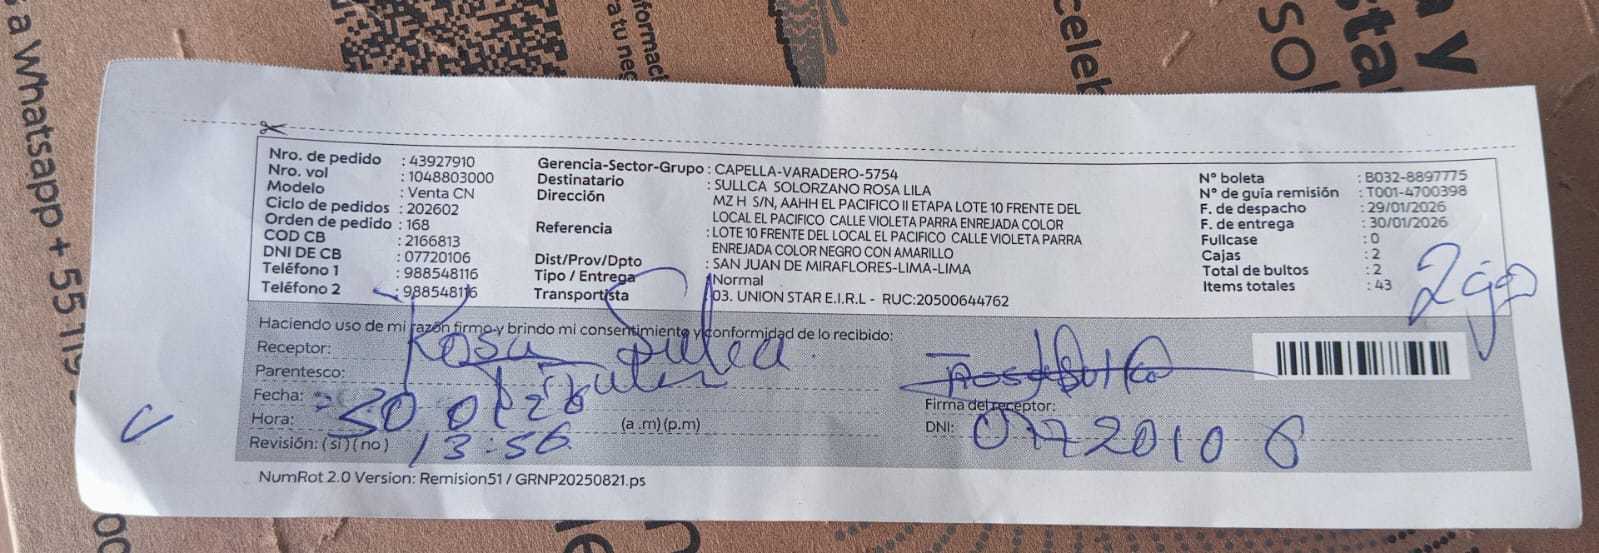 a Whatsapp + 55 119
informac
a tu neg
celeb
a y
sta
sol
Nro. de pedido : 43927910
Nro. vol : 1048803000
Modelo : Venta CN
Ciclo de pedidos : 202602
Orden de pedido : 168
COD CB : 2166813
DNI DE CB : 07720106
Teléfono 1 : 988548116
Teléfono 2 : 988548116
Gerencia-Sector-Grupo : CAPELLA-VARADERO-5754
Destinatario : SULLCA SOLORZANO ROSA LILA
Dirección MZ H S/N, AAHH EL PACIFICO II ETAPA LOTE 10 FRENTE DEL
LOCAL EL PACIFICO CALLE VIOLETA PARRA ENREJADA COLOR
Referencia : LOTE 10 FRENTE DEL LOCAL EL PACIFICO CALLE VIOLETA PARRA
ENREJADA COLOR NEGRO CON AMARILLO
Dist/Prov/Dpto : SAN JUAN DE MIRAFLORES-LIMA-LIMA
Tipo / Entrega : Normal
Transportista : 03. UNION STAR E.I.R.L - RUC:20500644762
N° boleta : B032-8897775
N° de guía remisión : T001-4700398
F. de despacho : 29/01/2026
F. de entrega : 30/01/2026
Fullcase : 0
Cajas : 2
Total de bultos : 2
Items totales : 43
Haciendo uso de mi razón firmo y brindo mi consentimiento y conformidad de lo recibido:
Receptor: Rosa Sulca
Parentesco: Titular
Fecha: 30 01 26
Hora: 13:56 (a .m) (p.m)
Revisión: ( si ) ( no )
Firma del receptor:
DNI: 07720106
NumRot 2.0 Version: Remision51 / GRNP20250821.ps